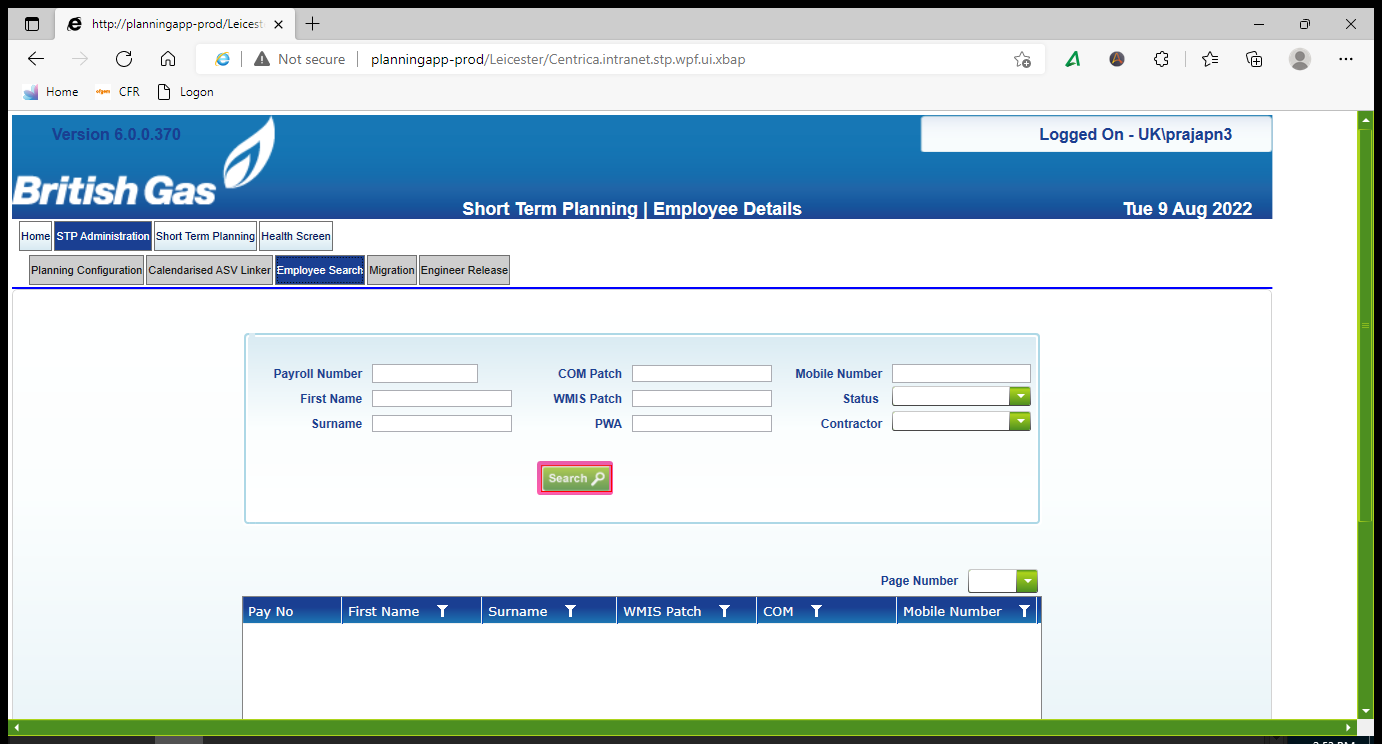 http://planningapp-prod/Leicest
Not secure planningapp-prod/Leicester/Centrica.intranet.stp.wpf.ui.xbap
Home cfgem CFR Logon
Version 6.0.0.370 Logged On - UK\prajapn3
British Gas
Short Term Planning | Employee Details Tue 9 Aug 2022
Home STP Administration Short Term Planning Health Screen
Planning Configuration Calendarised ASV Linker Employee Search Migration Engineer Release
Payroll Number COM Patch Mobile Number
First Name WMIS Patch Status
Surname PWA Contractor
Search
Page Number
Pay No First Name Surname WMIS Patch COM Mobile Number